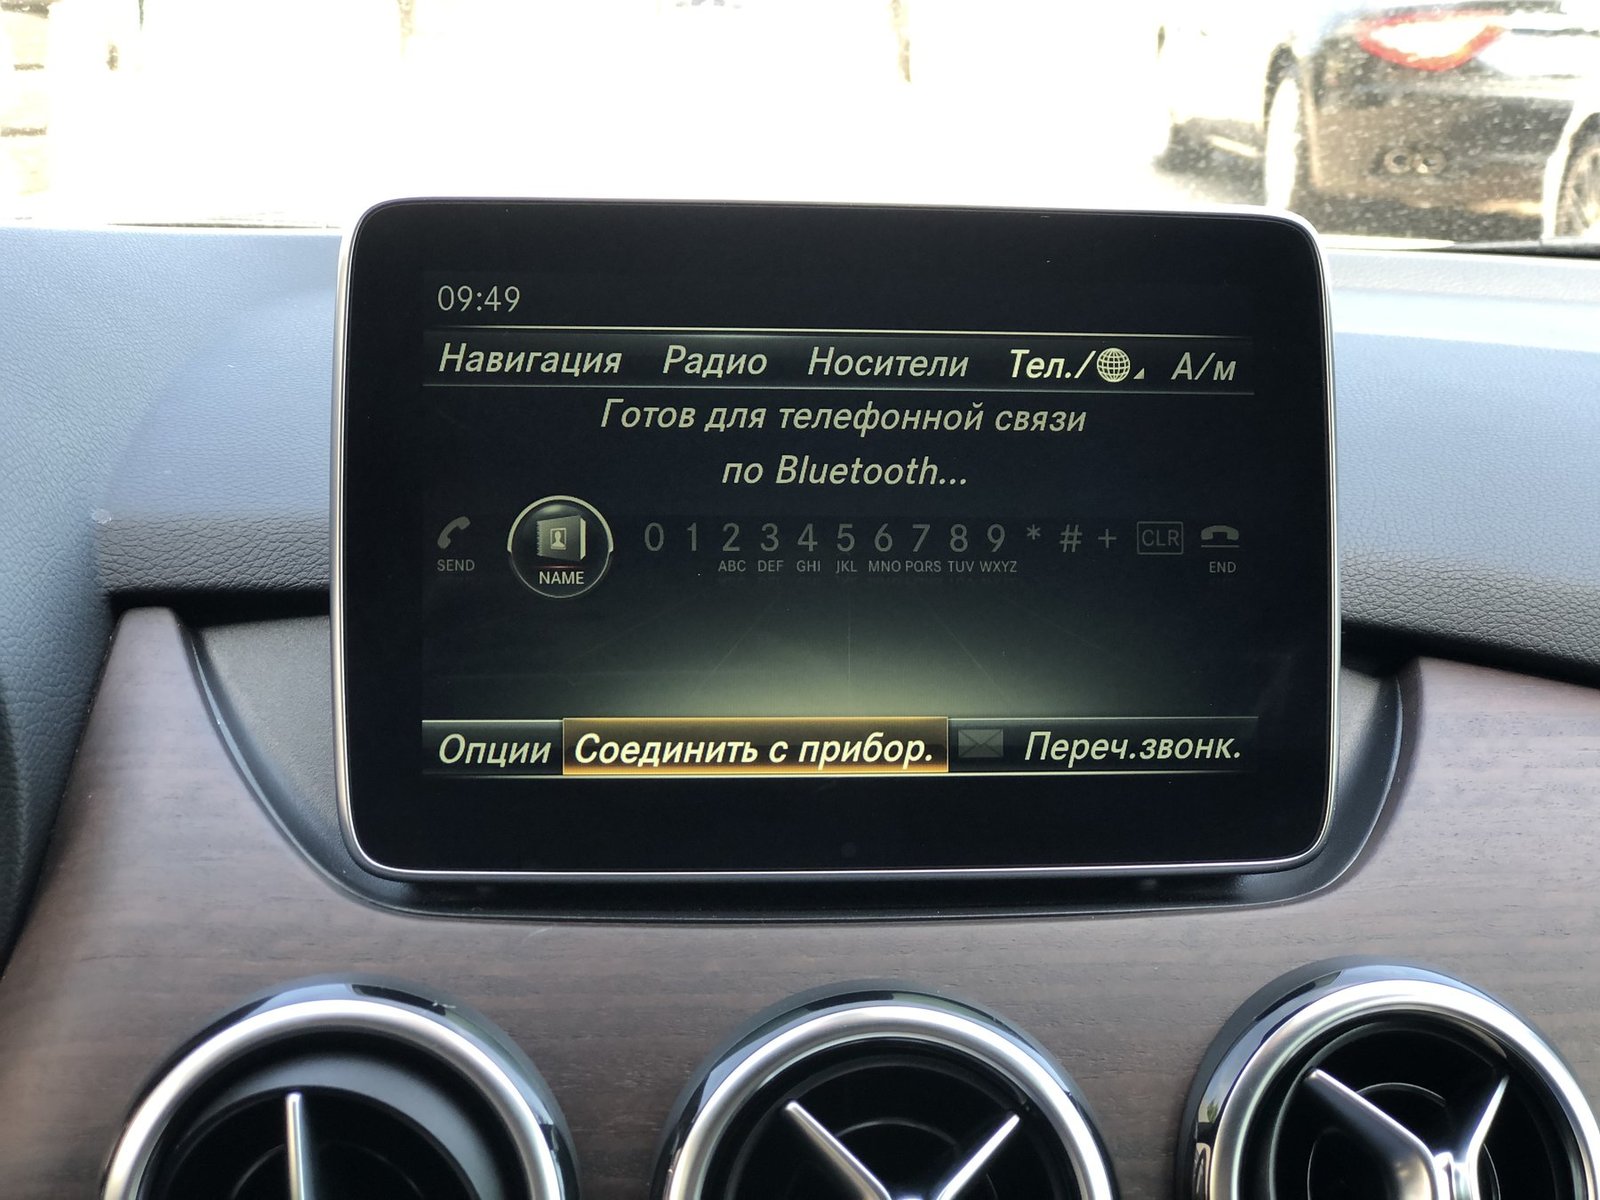 09:49
Навигация Радио Носители Тел./ А/м
Готов для телефонной связи
по Bluetooth...
SEND NAME 0 1 2 3 4 5 6 7 8 9 * # + CLR END
ABC DEF GHI JKL MNO PQRS TUV WXYZ
Опции Соединить с прибор. Переч.звонк.